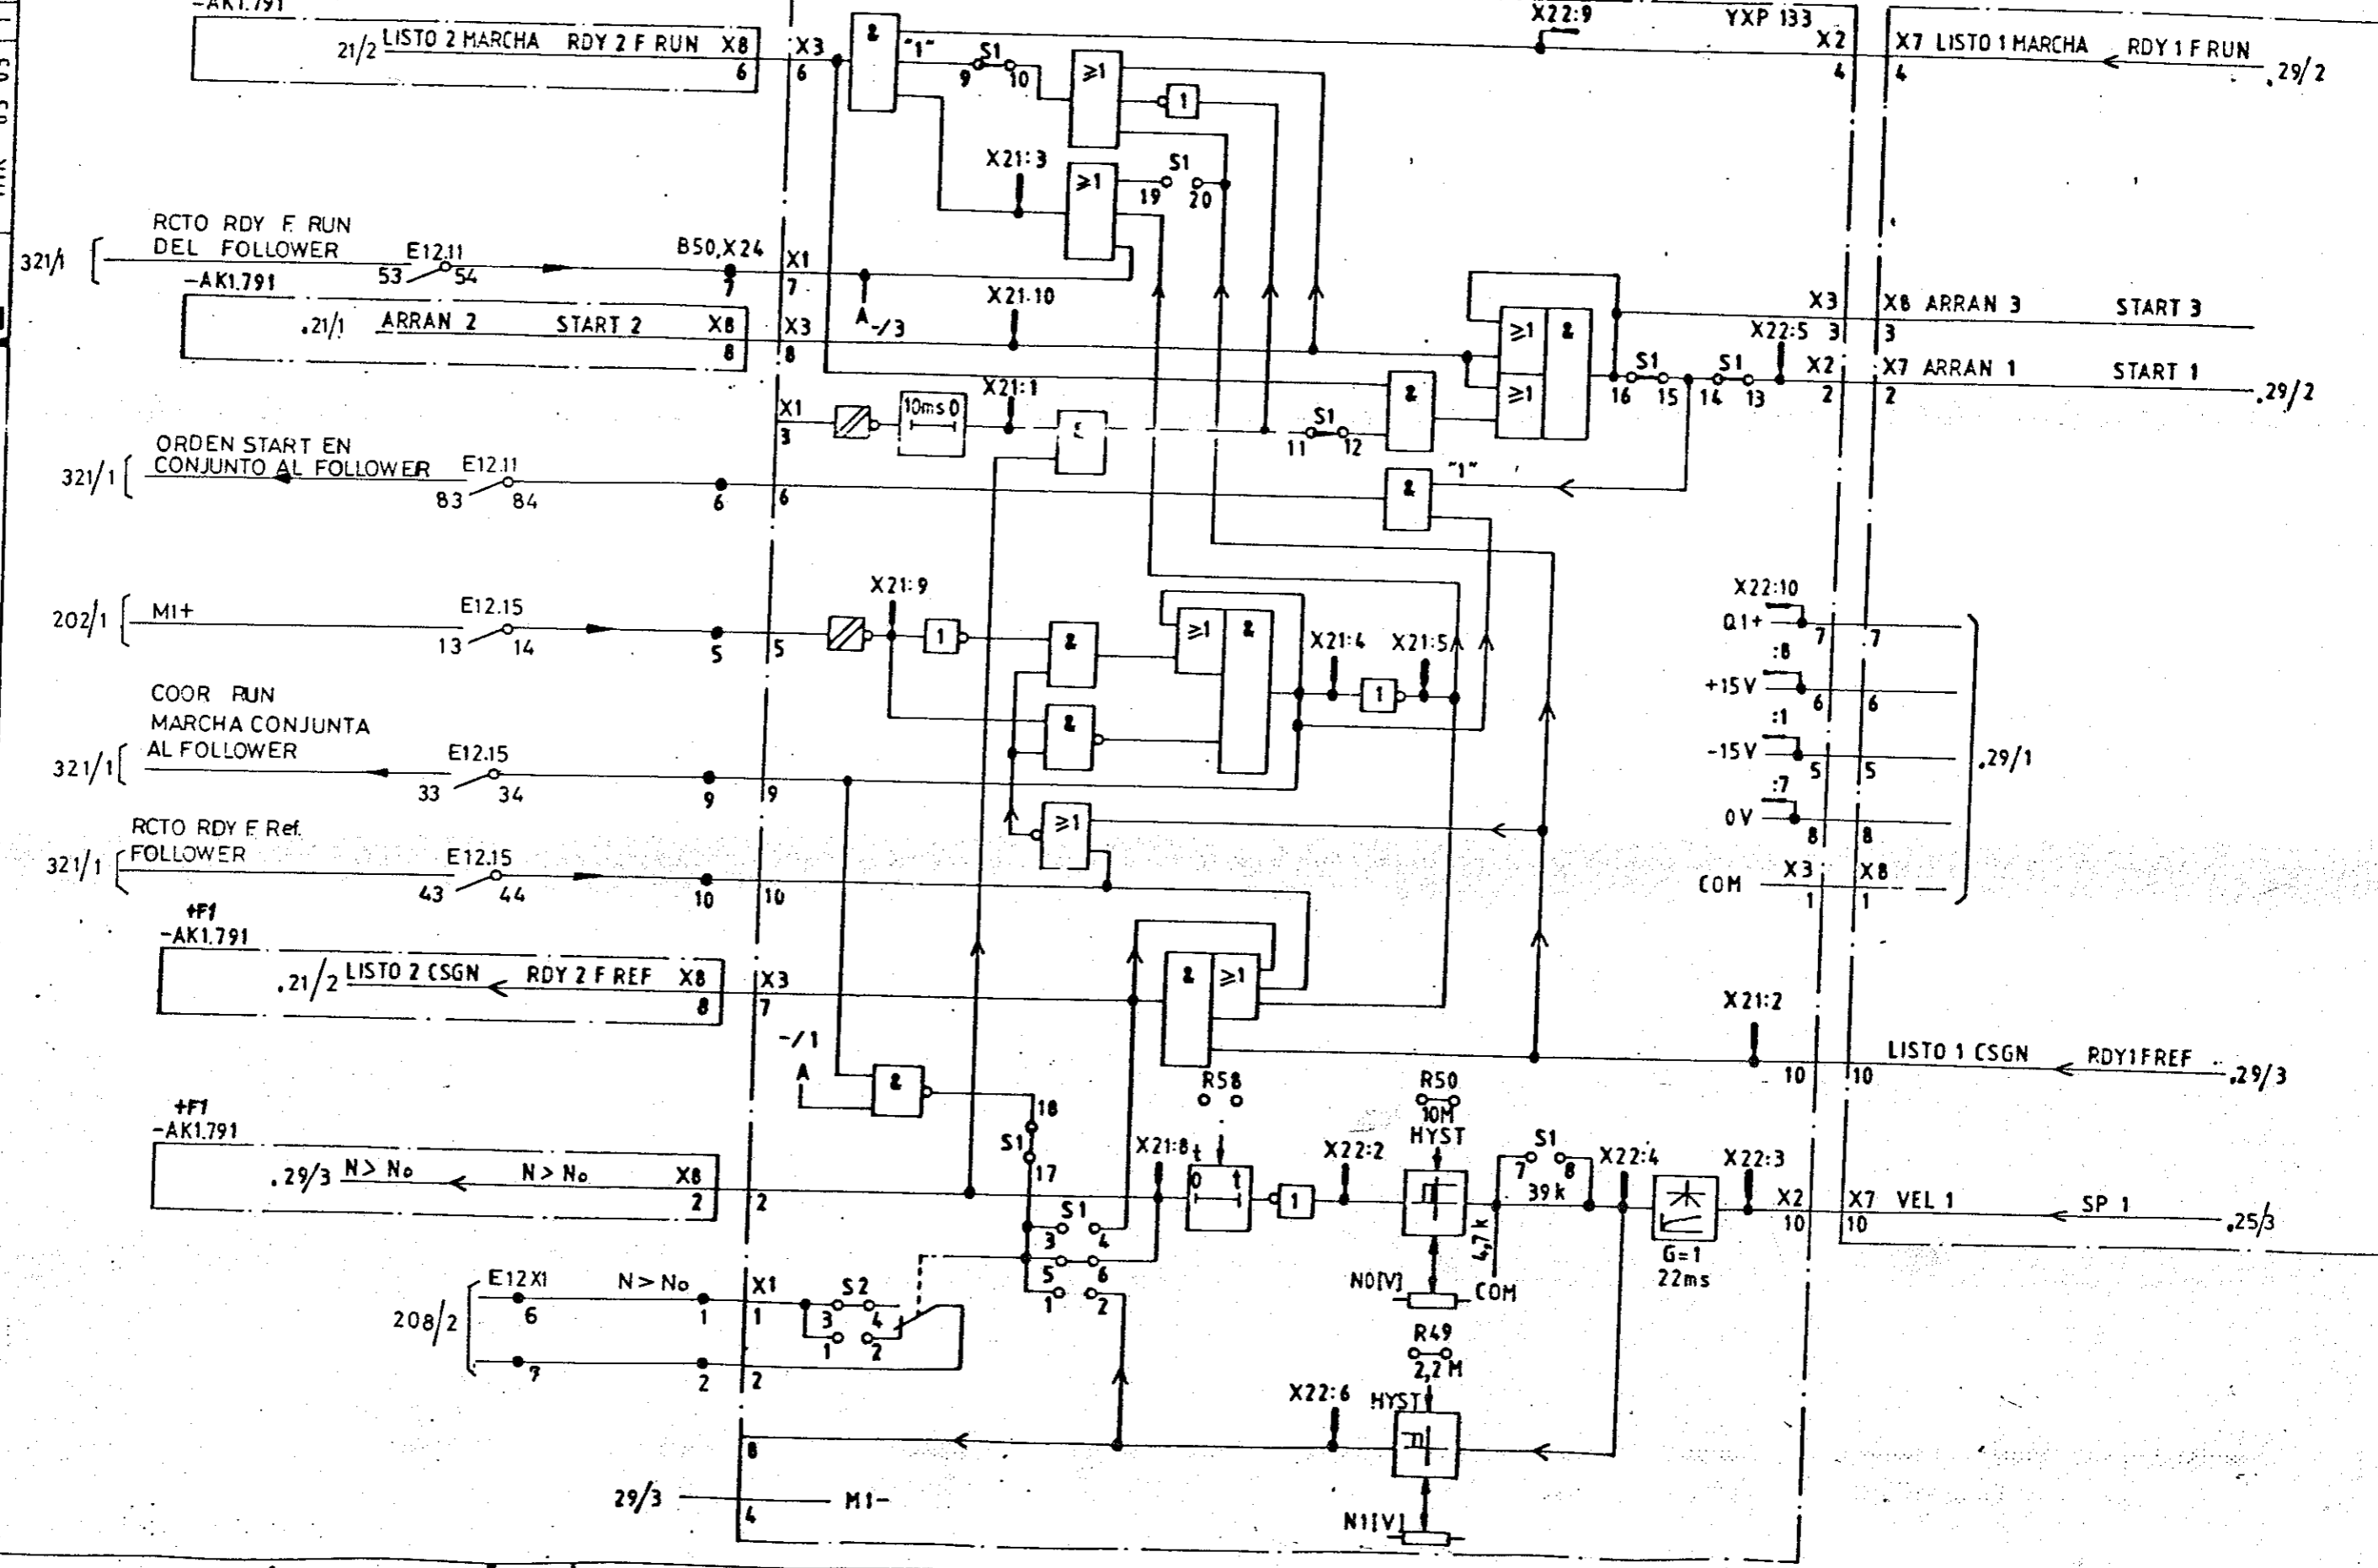 -AK1.791
21/2 LISTO 2 MARCHA RDY 2 F RUN X8 X3
6 6
& "1" S1
9 10
≥1
1
X22:9 YXP 133
X2 X7 LISTO 1 MARCHA RDY 1 F RUN
4 4 .29/2
X21:3 ≥1 S1
19 20
RCTO RDY F. RUN
321/1 DEL FOLLOWER E12.11 B50,X24 X1
53 54 7 7
-AK1.791
.21/1 ARRAN 2 START 2 X8 X3
8 8
A -/3
X21.10
≥1 &
≥1
X3 X8 ARRAN 3 START 3
3 3
X22:5
S1 S1 X2 X7 ARRAN 1 START 1
16 15 14 13 2 2 .29/2
X1
3
10ms 0
X21:1
S1
11 12
&
ORDEN START EN
321/1 CONJUNTO AL FOLLOWER E12.11
83 84 6 6
& "1"
202/1 M1+ E12.15
13 14 5 5
X21:9
1
&
&
≥1 &
X21:4 X21:5
1
X22:10
Q1+ 7 7
:8
+15V 6 6
:1
-15V 5 5
:7
0V 8 8
.29/1
COM X3 X8
1 1
COOR RUN
MARCHA CONJUNTA
321/1 AL FOLLOWER E12.15
33 34 9 9
≥1
RCTO RDY F. Ref.
321/1 FOLLOWER E12.15
43 44 10 10
+F1
-AK1.791
.21/2 LISTO 2 CSGN RDY 2 F REF X8 X3
8 7
& ≥1
X21:2
LISTO 1 CSGN RDY1FREF
10 10 .29/3
-/1
A
&
18
S1
17
R58
R50
10M
HYST
+F1
-AK1.791
.29/3 N> No N> No X8
2 2
X21:8 t
0 t
1
X22:2
S1
7 8
39k
4,7k
X22:4 X22:3
X2 X7 VEL 1 SP 1
10 10 .25/3
G=1
22ms
S1
3 4
5 6
1 2
N0[V] COM
208/2 E12X1 N> No X1 S2
6 1 1 3 4
1 2
7 2 2
R49
2,2M
HYST
X22:6
8
29/3 M1-
4
N1[V]